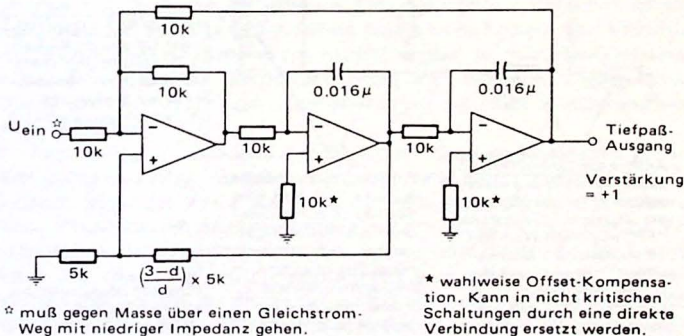 10k
10k
0.016µ
0.016µ
U ein ☆
10k
−
+
10k
−
+
10k
−
+
Tiefpaß-
Ausgang
Verstärkung
= +1
10k★
10k★
5k
(3−d / d) x 5k
☆ muß gegen Masse über einen Gleichstrom-
Weg mit niedriger Impedanz gehen.
★ wahlweise Offset-Kompensa-
tion. Kann in nicht kritischen
Schaltungen durch eine direkte
Verbindung ersetzt werden.